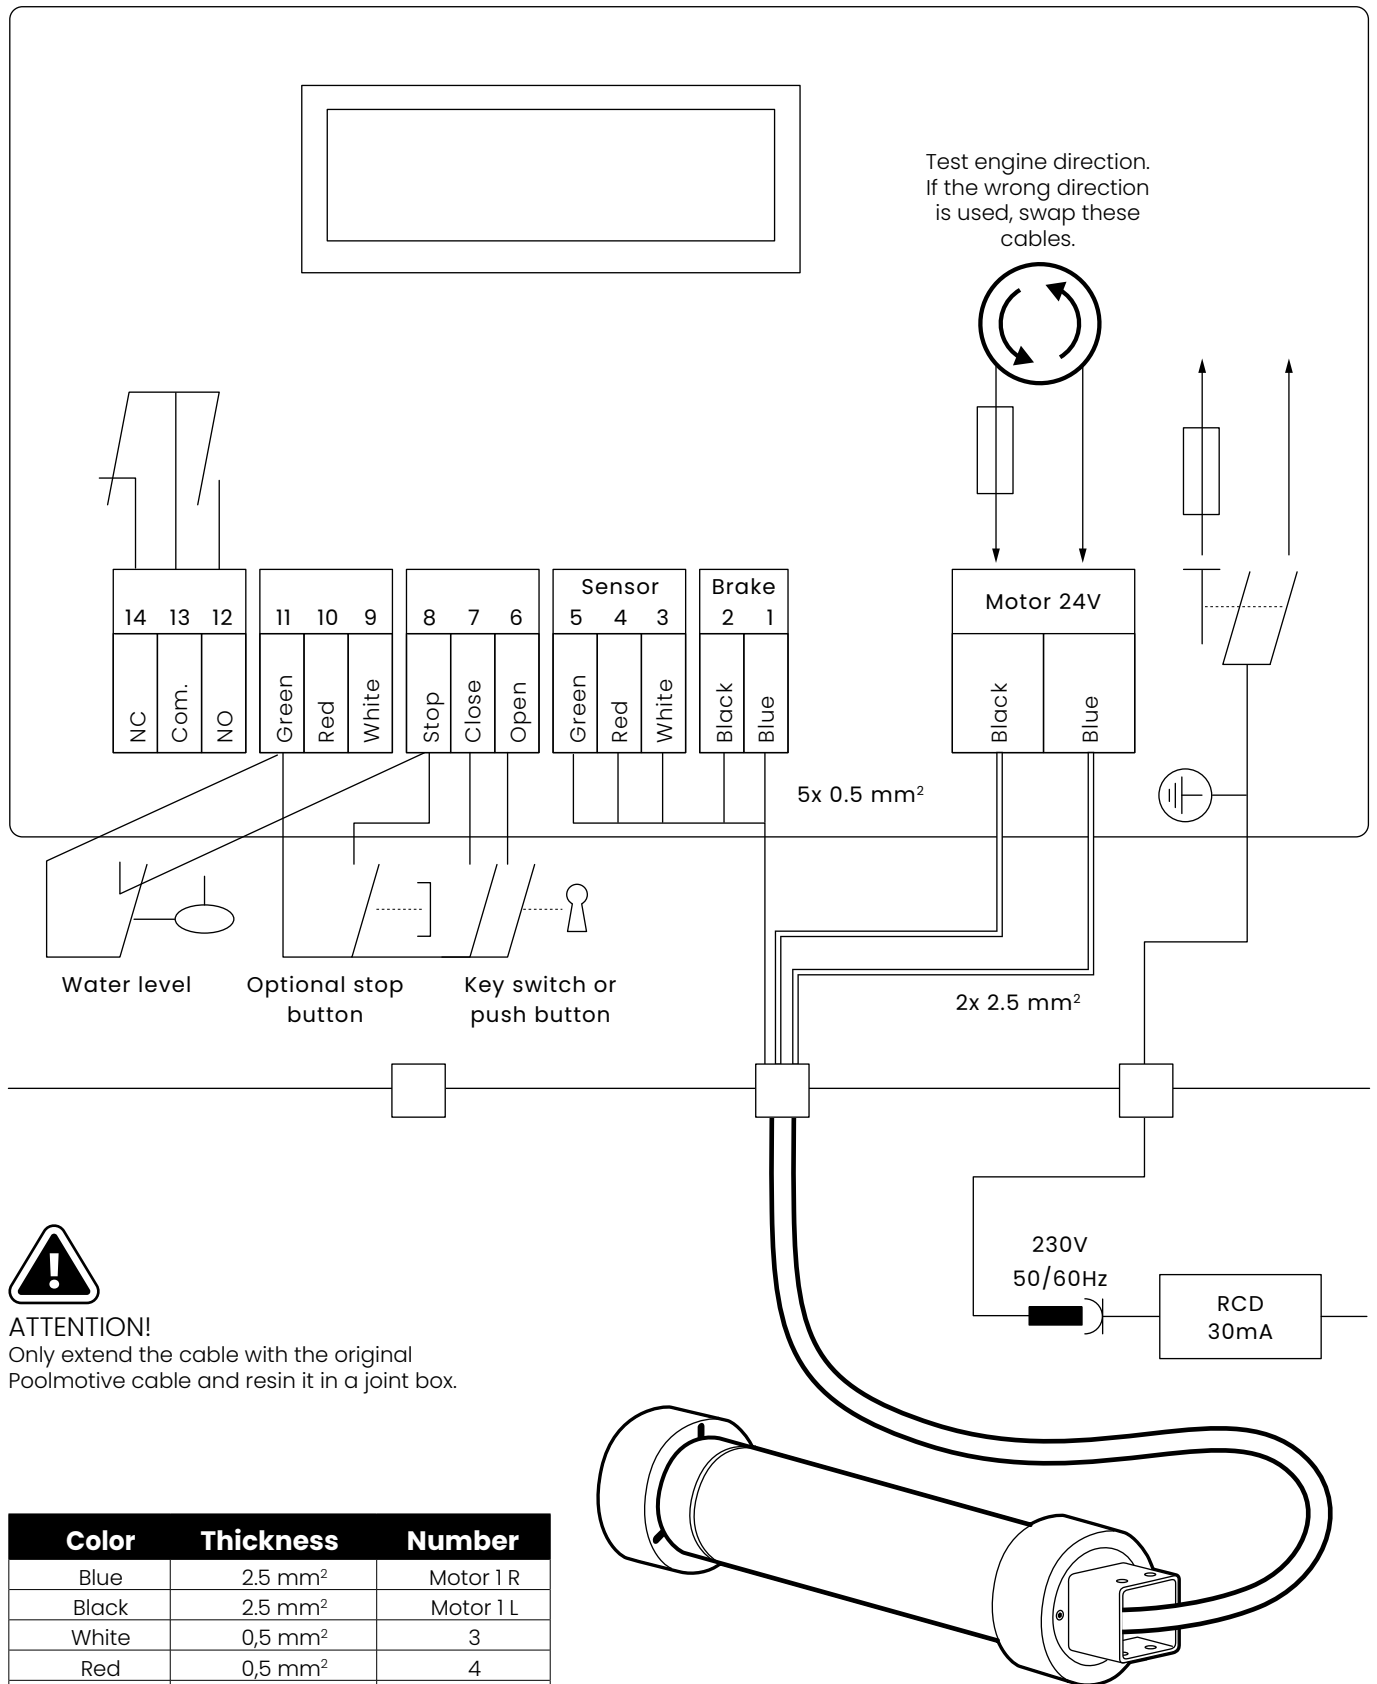 Test engine direction.
If the wrong direction
is used, swap these
cables.
Sensor
Brake
Motor 24V
14 13 12 11 10 9 8 7 6 5 4 3 2 1
NC
Com.
NO
Green
Red
White
Stop
Close
Open
Green
Red
White
Black
Blue
Black
Blue
5x 0.5 mm²
Water level
Optional stop
button
Key switch or
push button
2x 2.5 mm²
230V
50/60Hz
RCD
30mA
!
ATTENTION!
Only extend the cable with the original
Poolmotive cable and resin it in a joint box.
Color Thickness Number
Blue 2.5 mm² Motor 1 R
Black 2.5 mm² Motor 1 L
White 0,5 mm² 3
Red 0,5 mm² 4